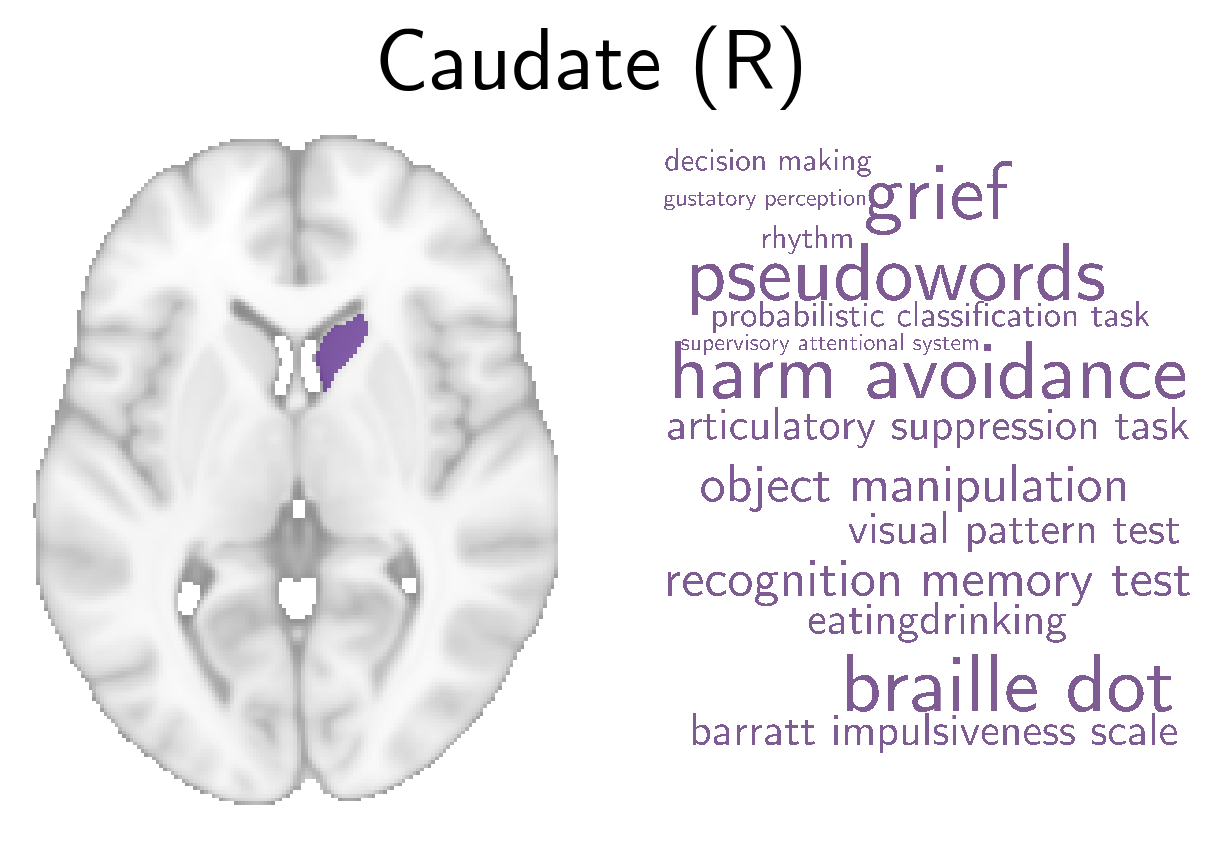 Caudate (R)
decision making
grief
gustatory perception
rhythm
pseudowords
probabilistic classification task
supervisory attentional system
harm avoidance
articulatory suppression task
object manipulation
visual pattern test
recognition memory test
eatingdrinking
braille dot
barratt impulsiveness scale